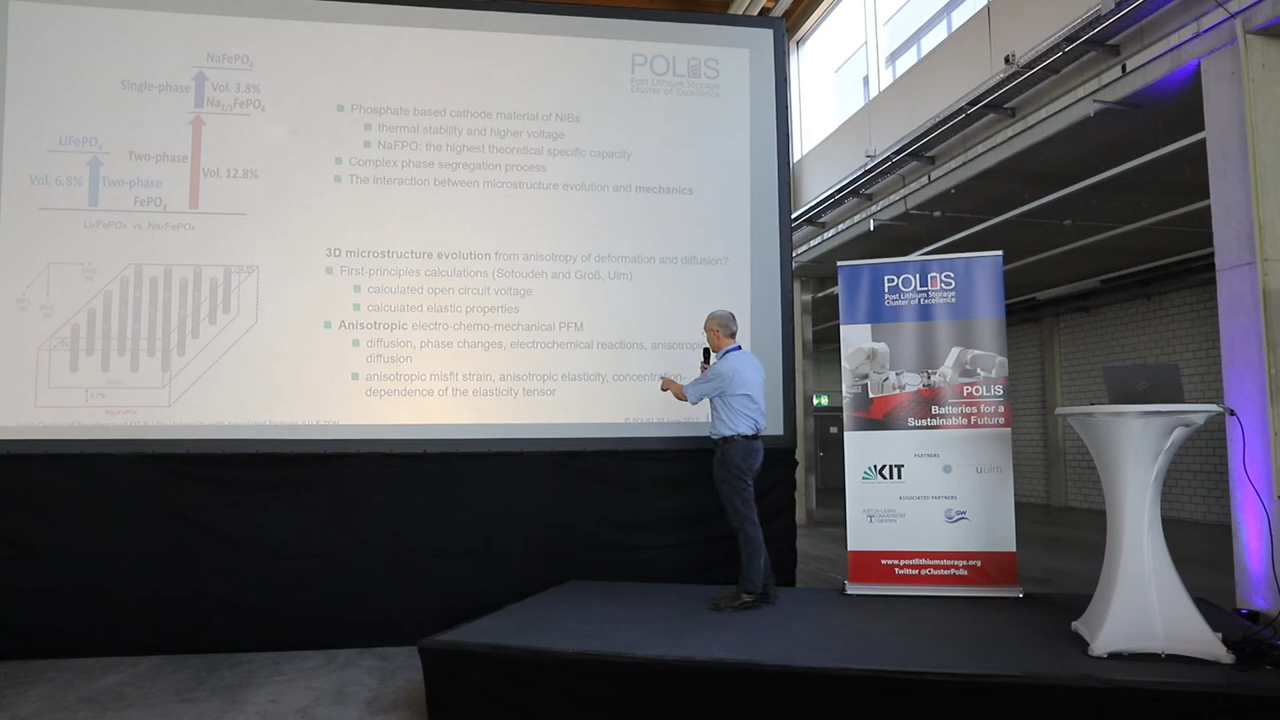 NaFePO₄
Single-phase
Vol. 3.8%
Na₂/₃FePO₄
LiFePO₄
Two-phase
Vol. 12.8%
Vol. 6.8%
Two-phase
FePO₄
LiₓFePO₄ vs. NaₓFePO₄
POLiS
Post Lithium Storage
Cluster of Excellence
Phosphate based cathode material of NIBs
thermal stability and higher voltage
NaFPO: the highest theoretical specific capacity
Complex phase segregation process
The interaction between microstructure evolution and mechanics
3D microstructure evolution from anisotropy of deformation and diffusion?
First-principles calculations (Sotoudeh and Groß, Ulm)
calculated open circuit voltage
calculated elastic properties
Anisotropic electro-chemo-mechanical PFM
diffusion, phase changes, electrochemical reactions, anisotropic
diffusion
anisotropic misfit strain, anisotropic elasticity, concentration-
dependence of the elasticity tensor
POLiS
Post Lithium Storage
Cluster of Excellence
POLiS
Batteries for a
Sustainable Future
PARTNERS
KIT
uulm
ASSOCIATED PARTNERS
JUSTUS-LIEBIG-
UNIVERSITÄT
GIESSEN
ZSW
www.postlithiumstorage.org
Twitter @ClusterPolis